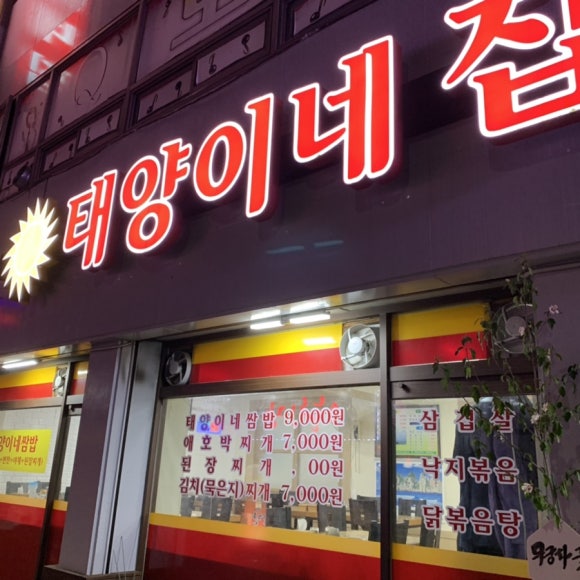 태양이네
태양이네쌈밥 9,000원
애호박찌개 7,000원
된장찌개 , 00원
김치(묵은지)찌개 7,000원
삼겹살
낙지볶음
닭볶음탕
양이네쌈밥